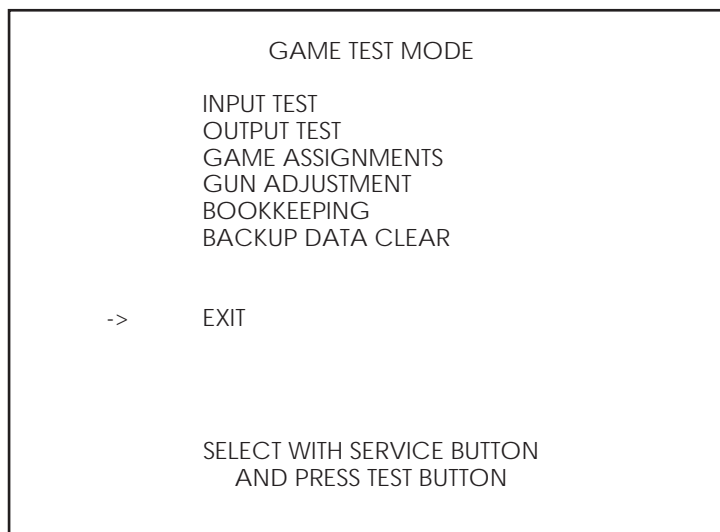 GAME TEST MODE
INPUT TEST
OUTPUT TEST
GAME ASSIGNMENTS
GUN ADJUSTMENT
BOOKKEEPING
BACKUP DATA CLEAR
-> EXIT
SELECT WITH SERVICE BUTTON
AND PRESS TEST BUTTON